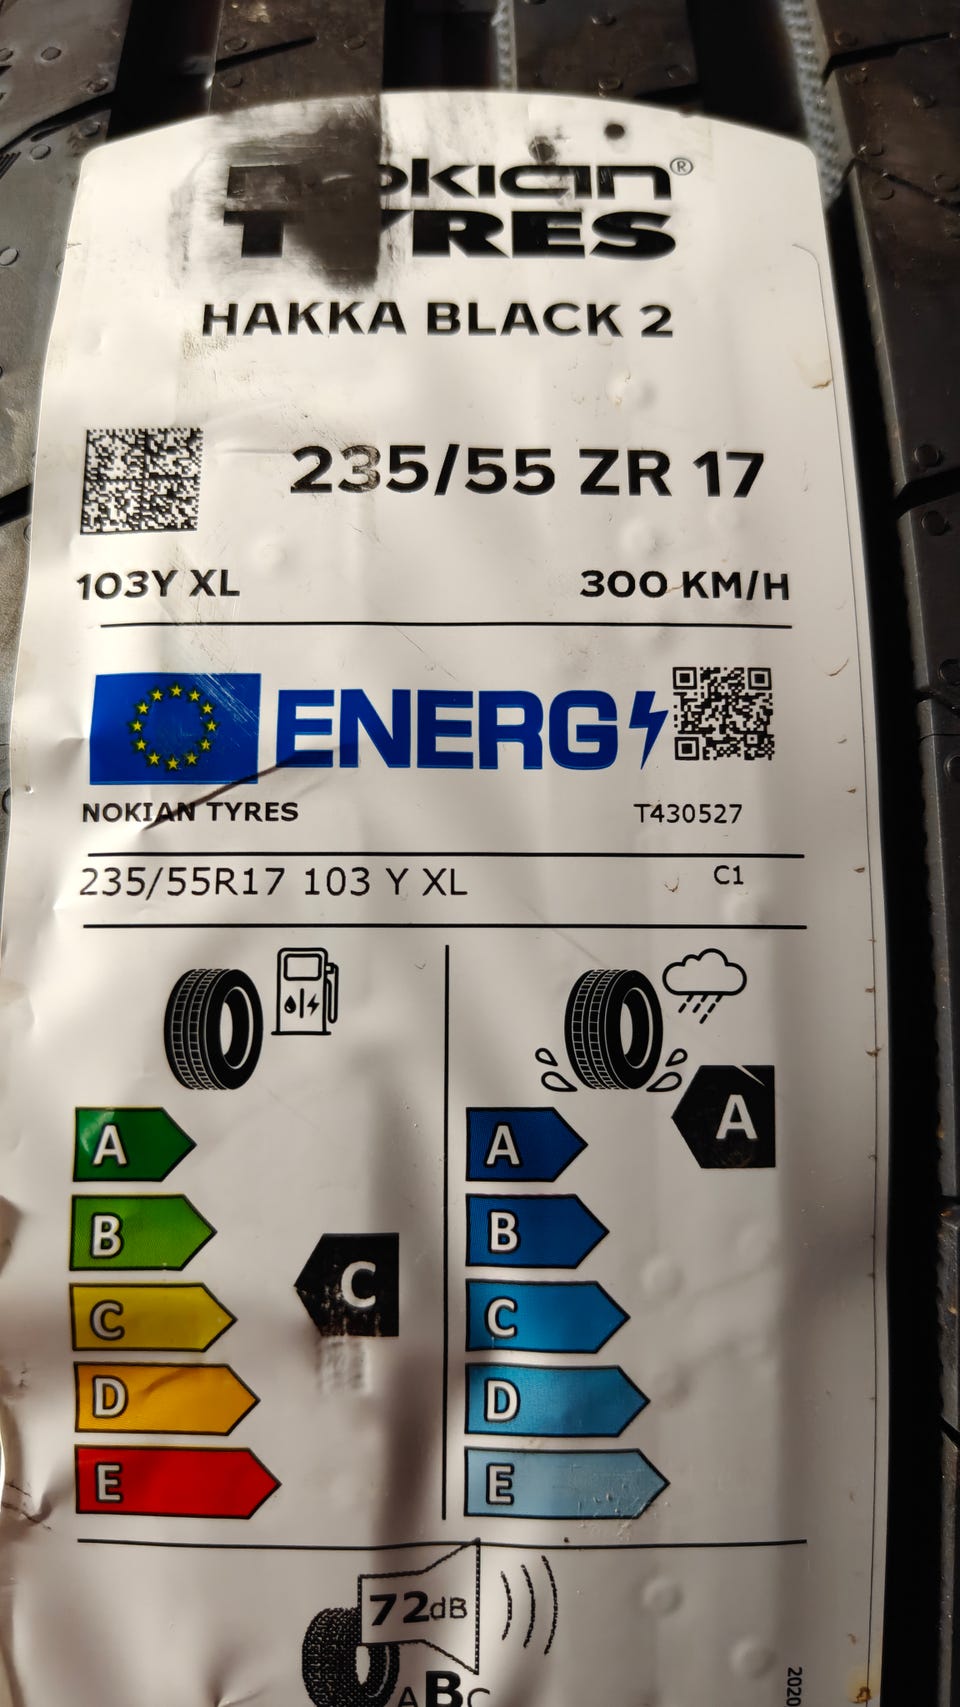 okian®
TYRES
HAKKA BLACK 2
235/55 ZR 17
103Y XL 300 KM/H
ENERG
NOKIAN TYRES T430527
235/55R17 103 Y XL C1
A A A
B B
C C C
D D
E E
72dB
ABC
2020